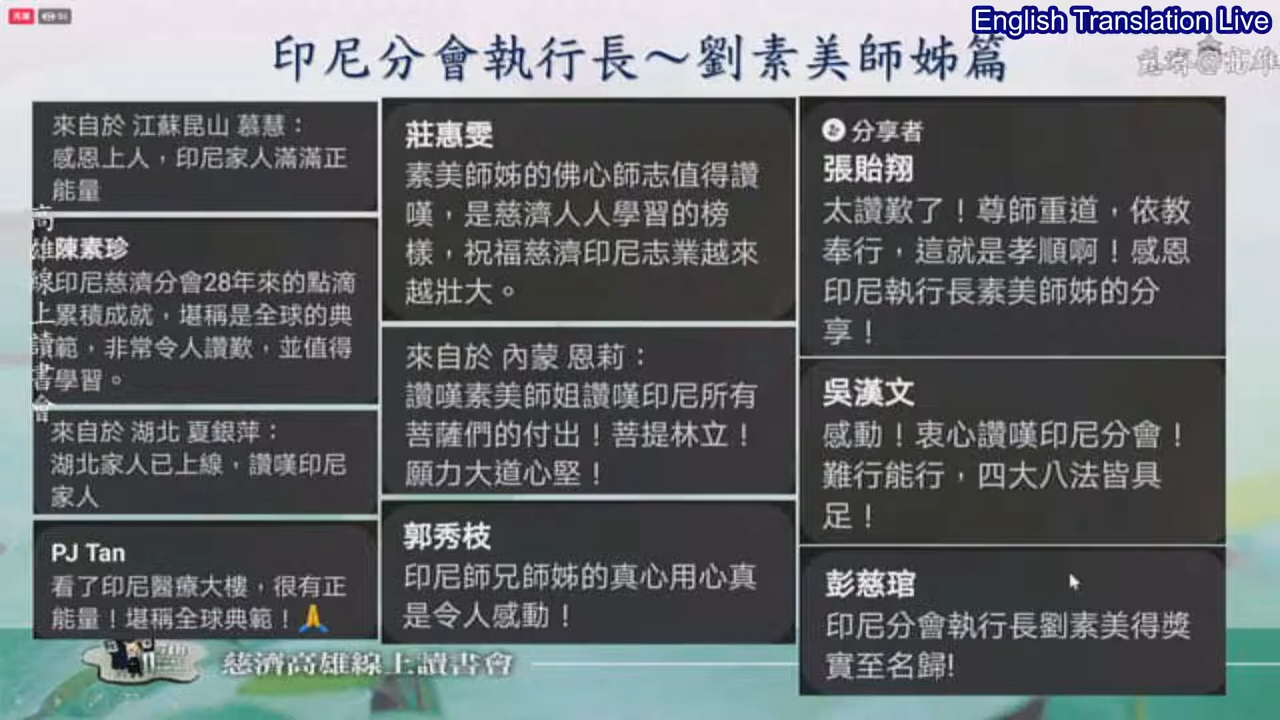 English Translation Live
印尼分會執行長～劉素美師姊篇
慈濟@高雄
來自於 江蘇昆山 慕慧：
感恩上人，印尼家人滿滿正
能量
陳素珍
印尼慈濟分會28年來的點滴
累積成就，堪稱是全球的典
範，非常令人讚歎，並值得
學習。
來自於 湖北 夏銀萍：
湖北家人已上線，讚嘆印尼
家人
PJ Tan
看了印尼醫療大樓，很有正
能量！堪稱全球典範！🙏
高雄線上讀書會
莊惠雯
素美師姊的佛心師志值得讚
嘆，是慈濟人人學習的榜
樣，祝福慈濟印尼志業越來
越壯大。
來自於 內蒙 恩莉：
讚嘆素美師姐讚嘆印尼所有
菩薩們的付出！菩提林立！
願力大道心堅！
郭秀枝
印尼師兄師姊的真心用心真
是令人感動！
分享者
張貽翔
太讚歎了！尊師重道，依教
奉行，這就是孝順啊！感恩
印尼執行長素美師姊的分
享！
吳漢文
感動！衷心讚嘆印尼分會！
難行能行，四大八法皆具
足！
彭慈琯
印尼分會執行長劉素美得獎
實至名歸!
慈濟高雄線上讀書會